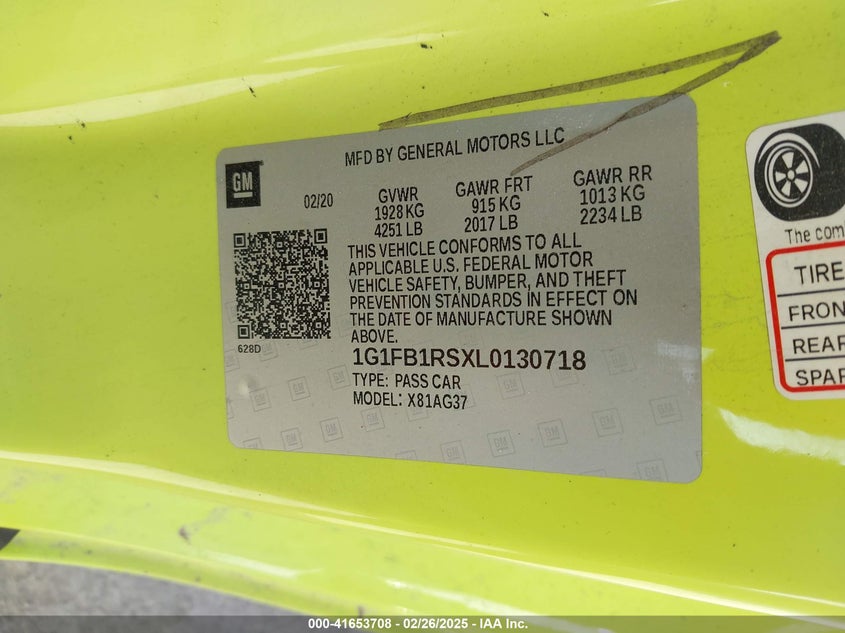 MFD BY GENERAL MOTORS LLC
GM
02/20
GVWR
1928 KG
4251 LB
GAWR FRT
915 KG
2017 LB
GAWR RR
1013 KG
2234 LB
THIS VEHICLE CONFORMS TO ALL
APPLICABLE U.S. FEDERAL MOTOR
VEHICLE SAFETY, BUMPER, AND THEFT
PREVENTION STANDARDS IN EFFECT ON
THE DATE OF MANUFACTURE SHOWN
ABOVE.
628D
1G1FB1RSXL0130718
TYPE: PASS CAR
MODEL: X81AG37
The com
TIRE
FRON
REAR
SPAR
000-41653708 - 02/26/2025 - IAA Inc.